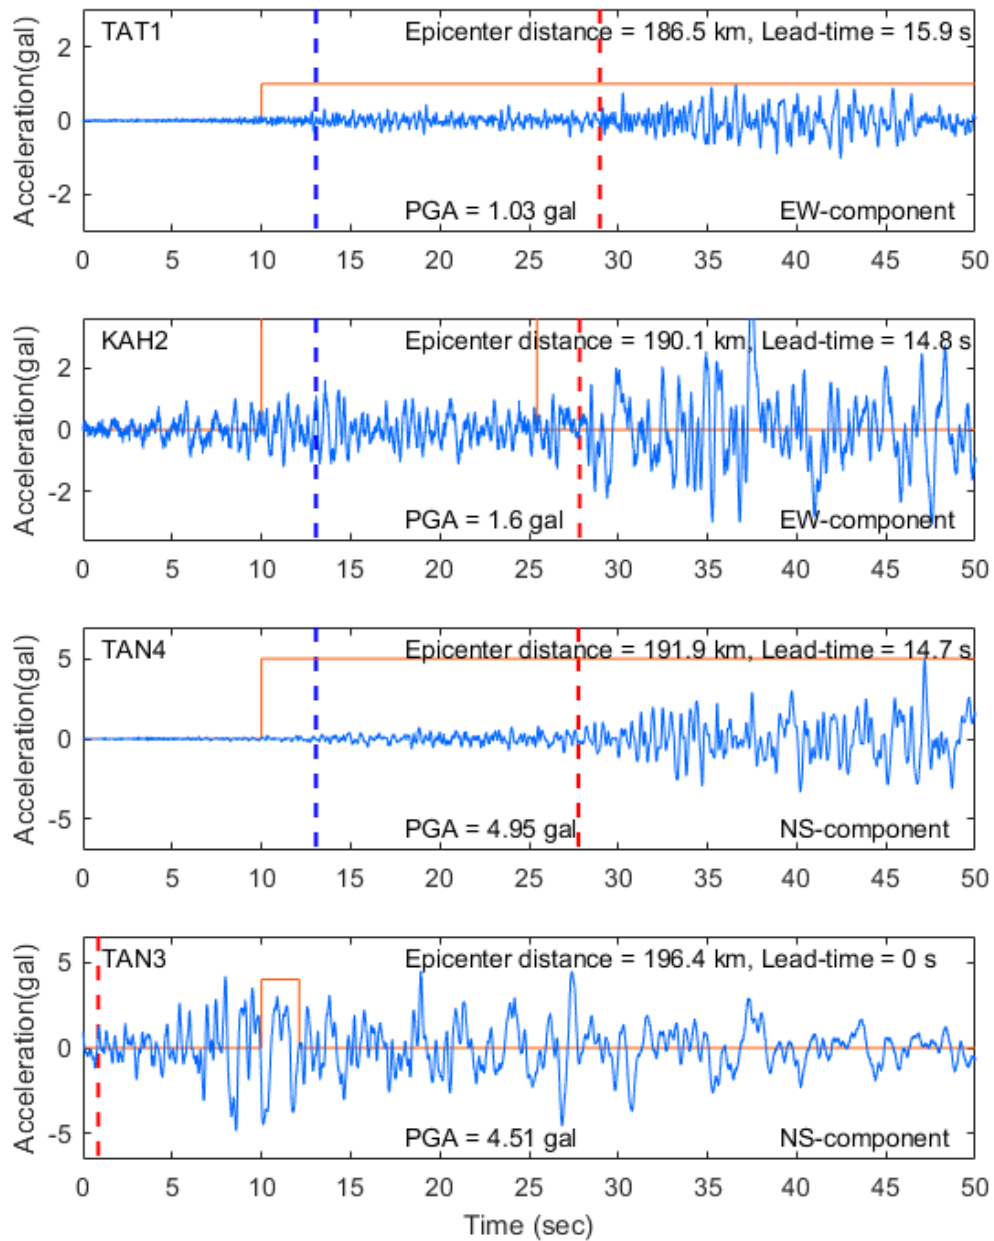 TAT1
Epicenter distance = 186.5 km, Lead-time = 15.9 s
2
0
-2
Acceleration(gal)
PGA = 1.03 gal
EW-component
0 5 10 15 20 25 30 35 40 45 50
KAH2
Epicenter distance = 190.1 km, Lead-time = 14.8 s
2
0
-2
Acceleration(gal)
PGA = 1.6 gal
EW-component
0 5 10 15 20 25 30 35 40 45 50
TAN4
Epicenter distance = 191.9 km, Lead-time = 14.7 s
5
0
-5
Acceleration(gal)
PGA = 4.95 gal
NS-component
0 5 10 15 20 25 30 35 40 45 50
TAN3
Epicenter distance = 196.4 km, Lead-time = 0 s
5
0
-5
Acceleration(gal)
PGA = 4.51 gal
NS-component
0 5 10 15 20 25 30 35 40 45 50
Time (sec)